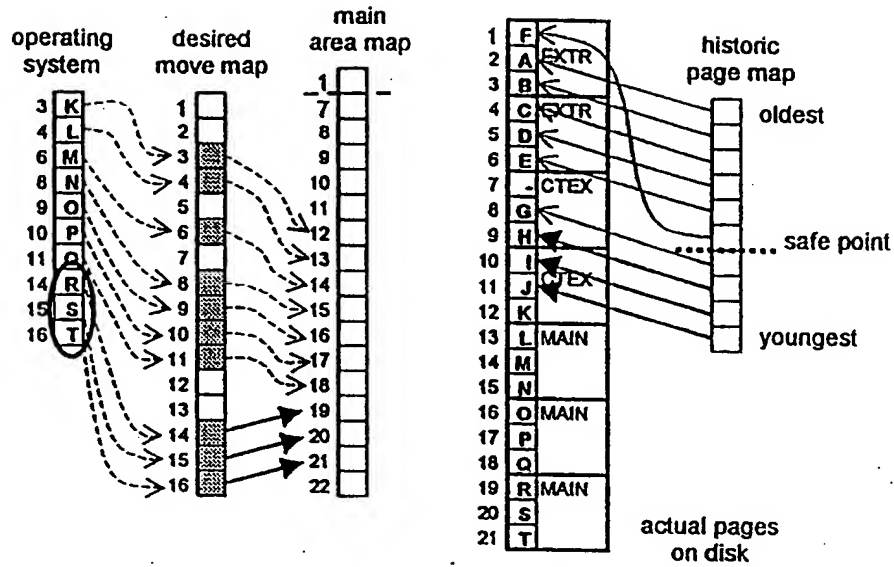 operating system
3 K
4 L
6 M
8 N
9 O
10 P
11 Q
14 R
15 S
16 T
desired move map
1
2
3
4
5
6
7
8
9
10
11
12
13
14
15
16
main area map
1
7
8
9
10
11
12
13
14
15
16
17
18
19
20
21
22
1 F
2 A EXTR
3 B
4 C EXTR
5 D
6 E
7 - CTEX
8 G
9 H
10 I
11 J CTEX
12 K
13 L MAIN
14 M
15 N
16 O MAIN
17 P
18 Q
19 R MAIN
20 S
21 T
historic page map
oldest
safe point
youngest
actual pages on disk